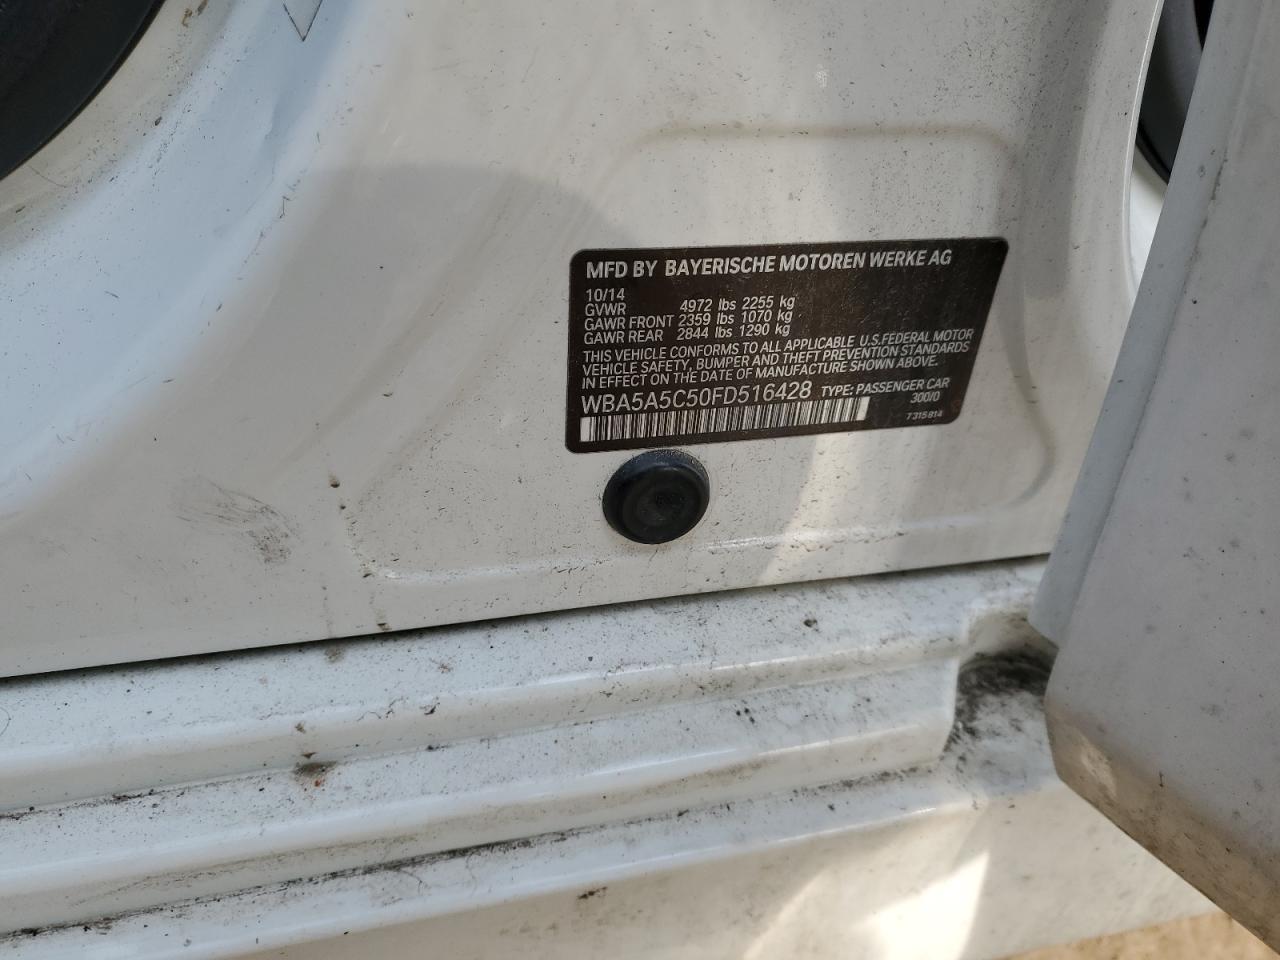 MFD BY BAYERISCHE MOTOREN WERKE AG
10/14
GVWR 4972 lbs 2255 kg
GAWR FRONT 2359 lbs 1070 kg
GAWR REAR 2844 lbs 1290 kg
THIS VEHICLE CONFORMS TO ALL APPLICABLE U.S.FEDERAL MOTOR
VEHICLE SAFETY, BUMPER AND THEFT PREVENTION STANDARDS
IN EFFECT ON THE DATE OF MANUFACTURE SHOWN ABOVE.
WBA5A5C50FD516428 TYPE: PASSENGER CAR
300/0
7315814